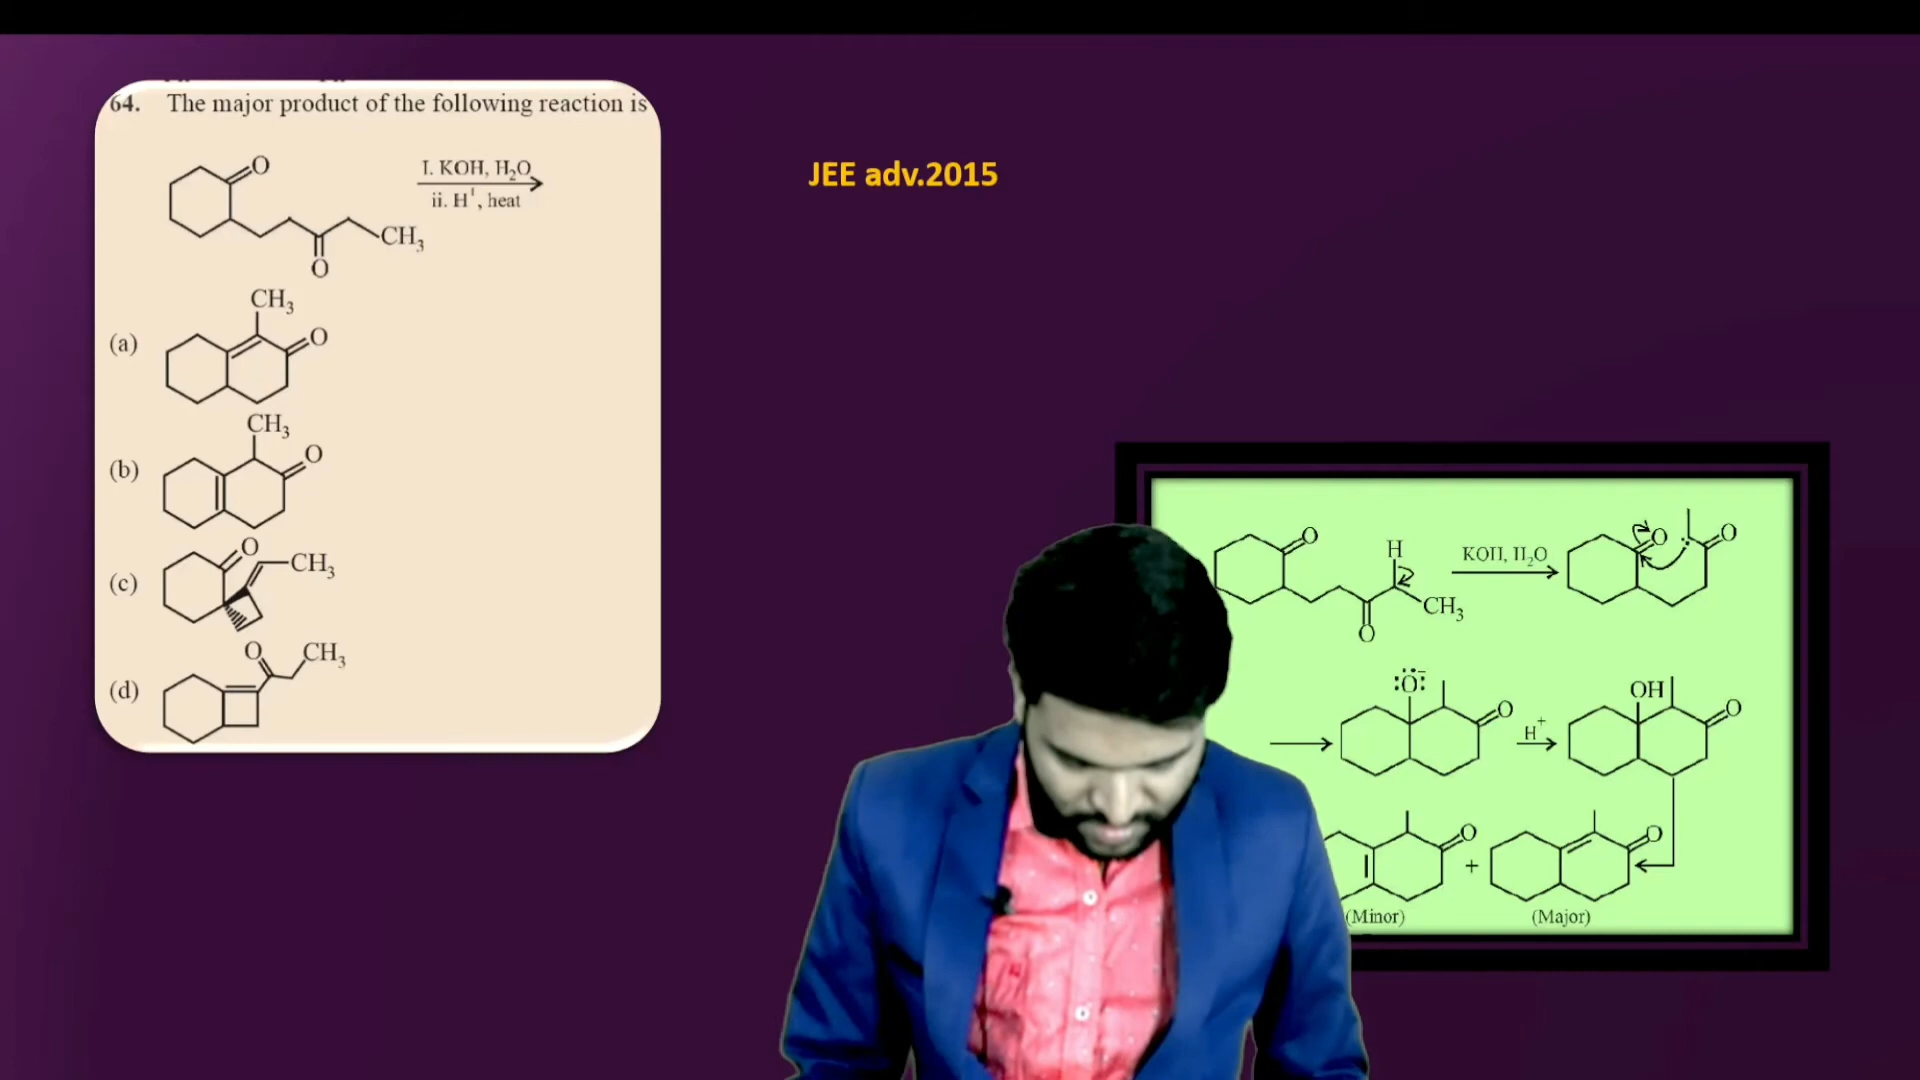 64. The major product of the following reaction is
O
I. KOH, H₂O
ii. H⁺, heat
CH₃
O
CH₃
(a)
O
CH₃
(b)
O
(c)
O
CH₃
(d)
O
CH₃
JEE adv.2015
O
H
CH₃
O
KOH, H₂O
O
O
:Ö:⁻
O
H⁺
OH
O
O
+
O
(Minor)
(Major)